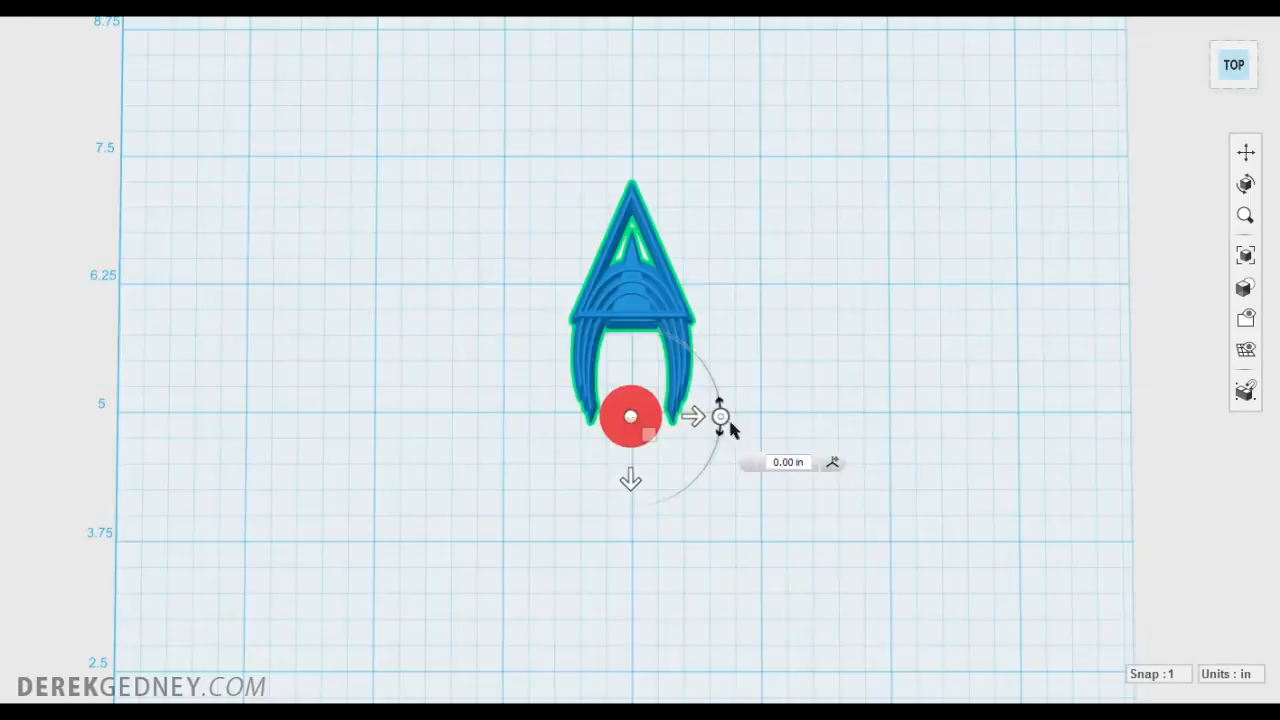 8.75
TOP
7.5
6.25
5
0.00 in
3.75
2.5
Snap : 1
Units : in
DEREKGEDNEY.COM